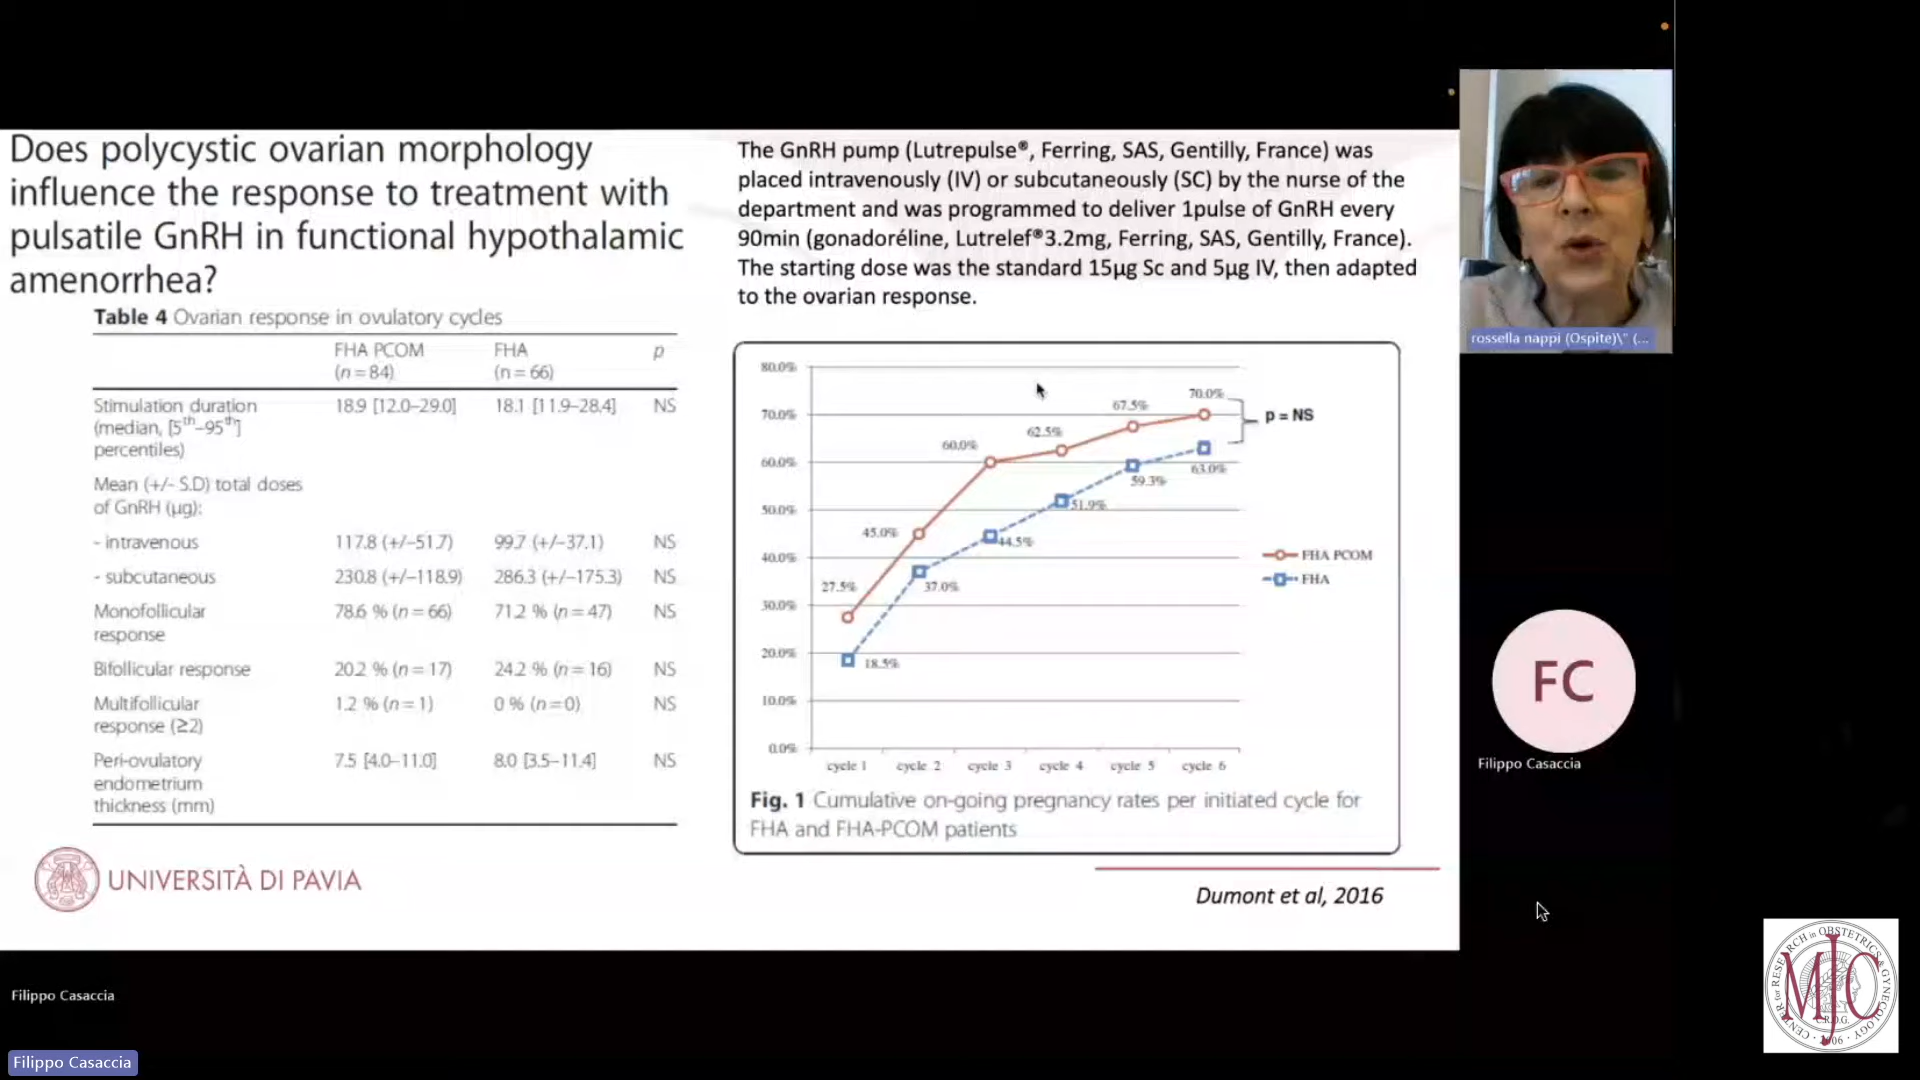 Does polycystic ovarian morphology
influence the response to treatment with
pulsatile GnRH in functional hypothalamic
amenorrhea?
Table 4 Ovarian response in ovulatory cycles
FHA PCOM FHA p
(n = 84) (n = 66)
Stimulation duration 18.9 [12.0–29.0] 18.1 [11.9–28.4] NS
(median, [5th–95th]
percentiles)
Mean (+/- S.D) total doses
of GnRH (µg):
- intravenous 117.8 (+/–51.7) 99.7 (+/–37.1) NS
- subcutaneous 230.8 (+/–118.9) 286.3 (+/–175.3) NS
Monofollicular 78.6 % (n = 66) 71.2 % (n = 47) NS
response
Bifollicular response 20.2 % (n = 17) 24.2 % (n = 16) NS
Multifollicular 1.2 % (n = 1) 0 % (n=0) NS
response (≥2)
Peri-ovulatory 7.5 [4.0–11.0] 8.0 [3.5–11.4] NS
endometrium
thickness (mm)
UNIVERSITÀ DI PAVIA
The GnRH pump (Lutrepulse®, Ferring, SAS, Gentilly, France) was
placed intravenously (IV) or subcutaneously (SC) by the nurse of the
department and was programmed to deliver 1pulse of GnRH every
90min (gonadoréline, Lutrelef®3.2mg, Ferring, SAS, Gentilly, France).
The starting dose was the standard 15µg Sc and 5µg IV, then adapted
to the ovarian response.
80.0%
70.0%
60.0%
50.0%
40.0%
30.0%
20.0%
10.0%
0.0%
27.5%
45.0%
60.0%
62.5%
67.5%
70.0%
18.5%
37.0%
44.5%
51.9%
59.3%
63.0%
p = NS
FHA PCOM
FHA
cycle 1 cycle 2 cycle 3 cycle 4 cycle 5 cycle 6
Fig. 1 Cumulative on-going pregnancy rates per initiated cycle for
FHA and FHA-PCOM patients
Dumont et al, 2016
rossella nappi (Ospite)\" (...
FC
Filippo Casaccia
Filippo Casaccia
Filippo Casaccia
CENTER for RESEARCH in OBSTETRICS & GYNECOLOGY
MJC
C.R.O.G.
2006